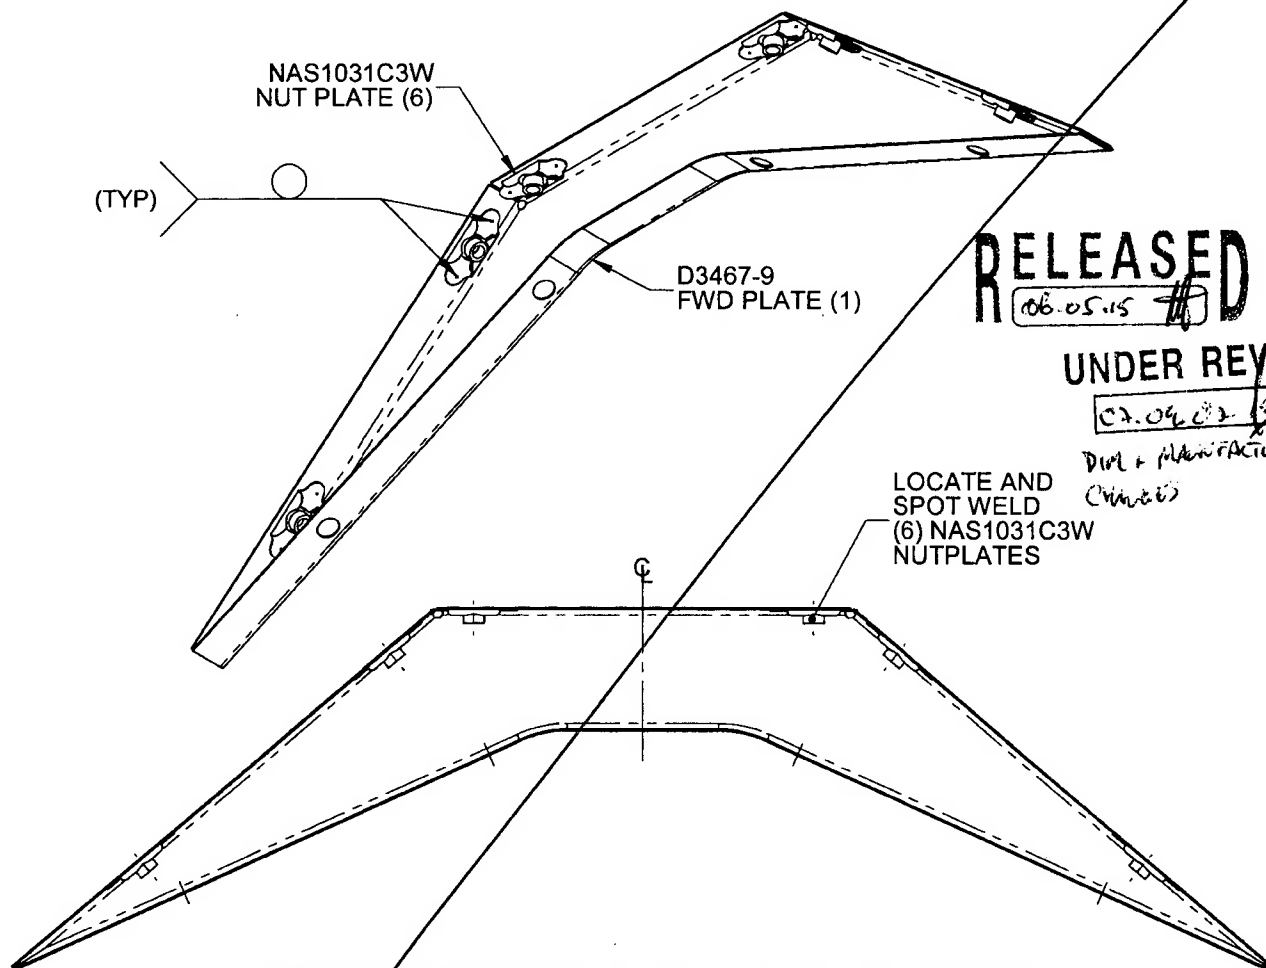 NAS1031C3W
NUT PLATE (6)
(TYP)
D3467-9
FWD PLATE (1)
RELEASED
06.05.15
UNDER REV
LOCATE AND
SPOT WELD
(6) NAS1031C3W
NUTPLATES